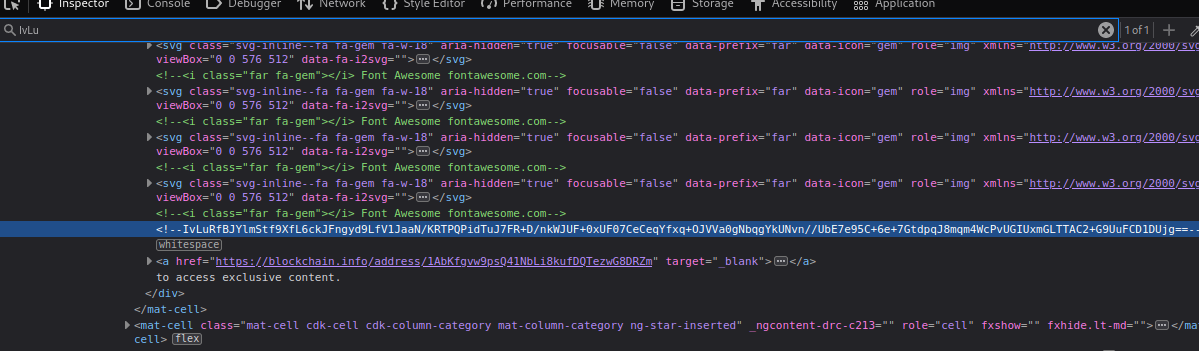 Inspector Console Debugger Network Style Editor Performance Memory Storage Accessibility Application
IvLu 1 of 1
<svg class="svg-inline--fa fa-gem fa-w-18" aria-hidden="true" focusable="false" data-prefix="far" data-icon="gem" role="img" xmlns="http://www.w3.org/2000/svg
viewBox="0 0 576 512" data-fa-i2svg=""></svg>
<!--<i class="far fa-gem"></i> Font Awesome fontawesome.com-->
<svg class="svg-inline--fa fa-gem fa-w-18" aria-hidden="true" focusable="false" data-prefix="far" data-icon="gem" role="img" xmlns="http://www.w3.org/2000/svg
viewBox="0 0 576 512" data-fa-i2svg=""></svg>
<!--<i class="far fa-gem"></i> Font Awesome fontawesome.com-->
<svg class="svg-inline--fa fa-gem fa-w-18" aria-hidden="true" focusable="false" data-prefix="far" data-icon="gem" role="img" xmlns="http://www.w3.org/2000/svg
viewBox="0 0 576 512" data-fa-i2svg=""></svg>
<!--<i class="far fa-gem"></i> Font Awesome fontawesome.com-->
<svg class="svg-inline--fa fa-gem fa-w-18" aria-hidden="true" focusable="false" data-prefix="far" data-icon="gem" role="img" xmlns="http://www.w3.org/2000/svg
viewBox="0 0 576 512" data-fa-i2svg=""></svg>
<!--<i class="far fa-gem"></i> Font Awesome fontawesome.com-->
<!--IvLuRfBJYlmStf9XfL6ckJFngyd9LfV1JaaN/KRTPQPidTuJ7FR+D/nkWJUF+0xUF07CeCeqYfxq+OJVVa0gNbqgYkUNvn//UbE7e95C+6e+7GtdpqJ8mqm4WcPvUGIUxmGLTTAC2+G9UuFCD1DUjg==--
whitespace
<a href="https://blockchain.info/address/1AbKfgvw9psQ41NbLi8kufDQTezwG8DRZm" target="_blank"></a>
to access exclusive content.
</div>
</mat-cell>
<mat-cell class="mat-cell cdk-cell cdk-column-category mat-column-category ng-star-inserted" _ngcontent-drc-c213="" role="cell" fxshow="" fxhide.lt-md=""></ma
cell> flex